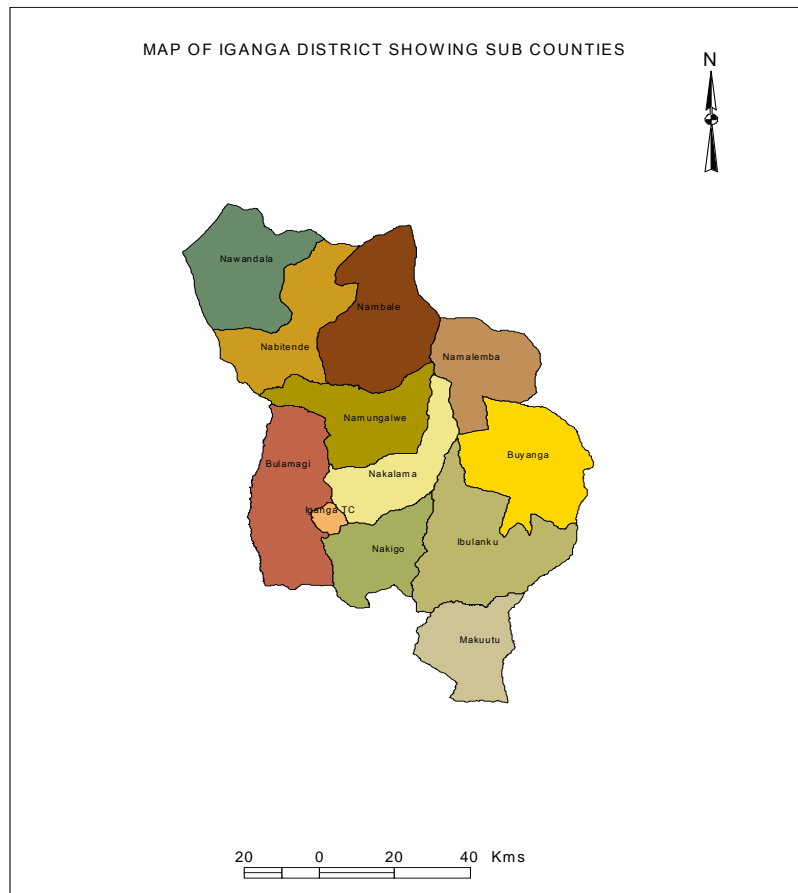 MAP OF IGANGA DISTRICT SHOWING SUB COUNTIES
N
Nawandala
Nambale
Nabitende
Namalemba
Namungalwe
Buyanga
Bulamagi
Nakalama
Iganga TC
Ibulanku
Nakigo
Makuutu
20 0 20 40 Kms